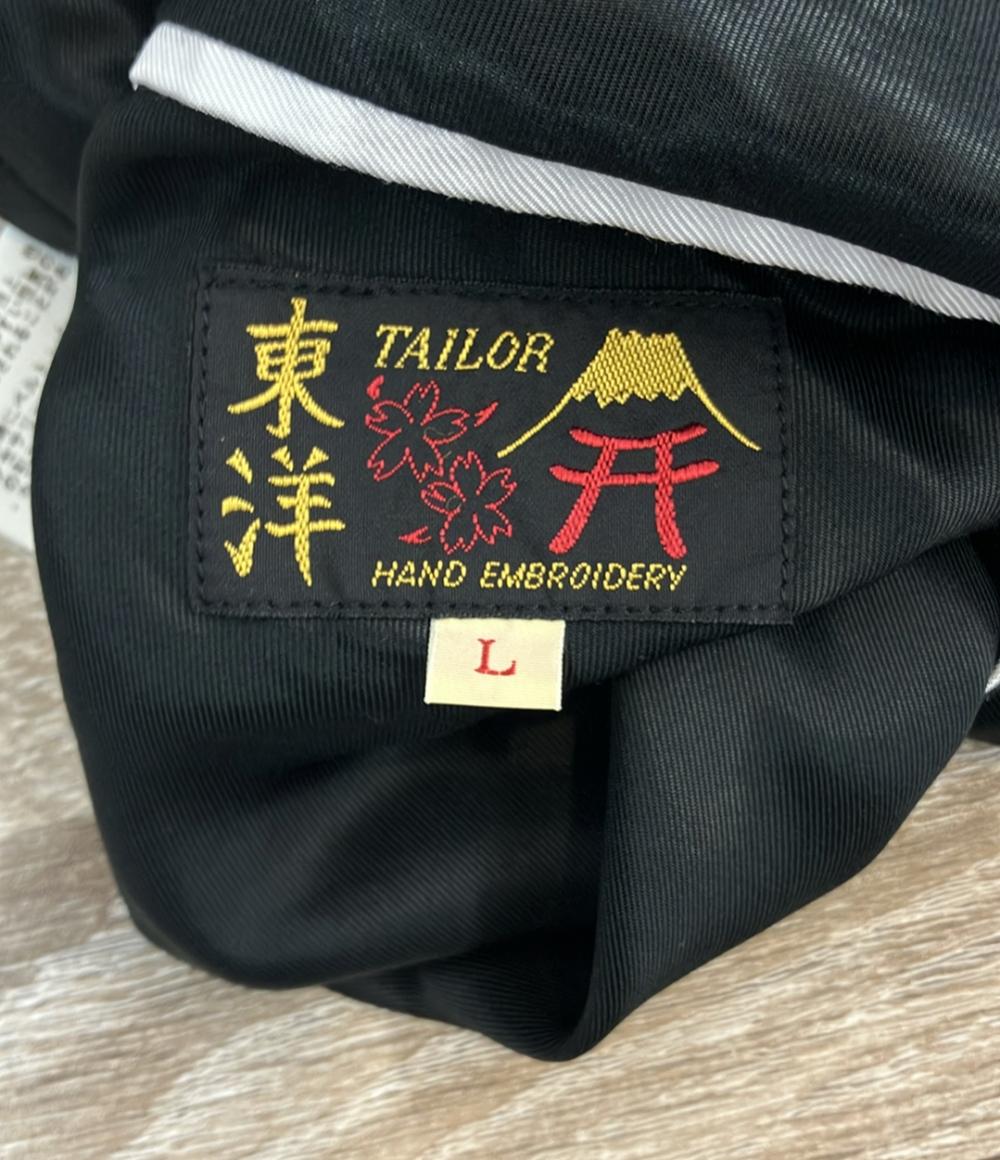 東洋
TAILOR
HAND EMBROIDERY
L